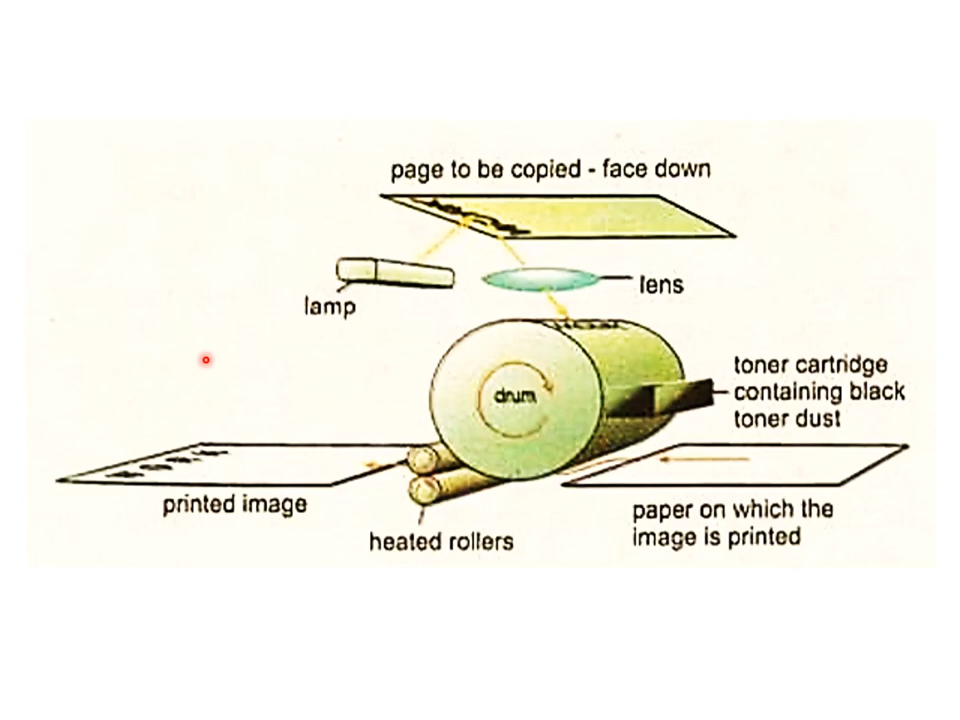 page to be copied - face down
lamp
lens
drum
toner cartridge
containing black
toner dust
printed image
heated rollers
paper on which the
image is printed